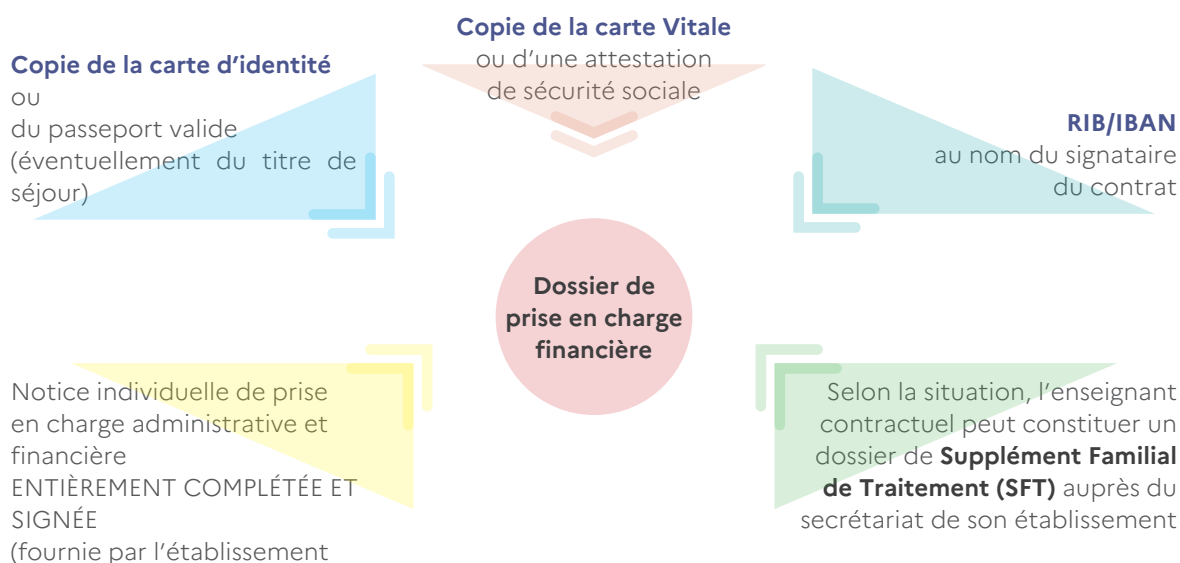 Copie de la carte d'identité
ou
du passeport valide
(éventuellement du titre de
séjour)
Copie de la carte Vitale
ou d'une attestation
de sécurité sociale
RIB/IBAN
au nom du signataire
du contrat
Dossier de
prise en charge
financière
Notice individuelle de prise
en charge administrative et
financière
ENTIÈREMENT COMPLÉTÉE ET
SIGNÉE
(fournie par l'établissement
Selon la situation, l'enseignant
contractuel peut constituer un
dossier de Supplément Familial
de Traitement (SFT) auprès du
secrétariat de son établissement